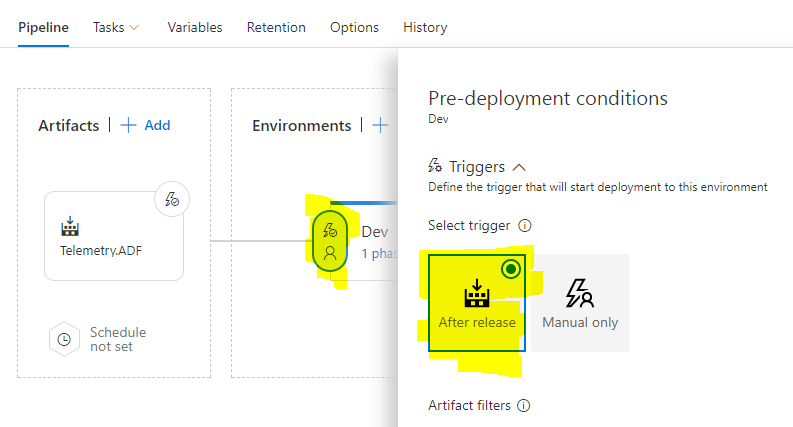 Pipeline Tasks Variables Retention Options History
Artifacts | + Add
Environments | +
Telemetry.ADF
Schedule
not set
Dev
1 phas
Pre-deployment conditions
Dev
Triggers
Define the trigger that will start deployment to this environment
Select trigger
After release
Manual only
Artifact filters